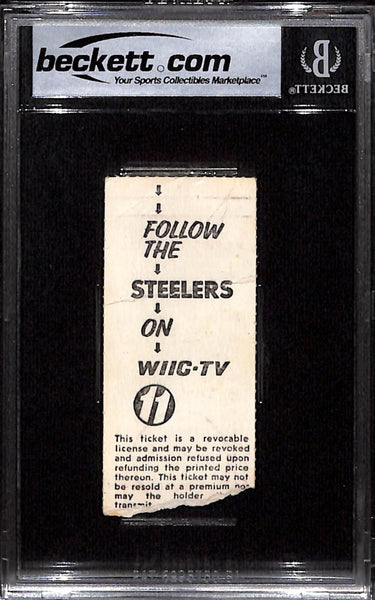 beckett.com
Your Sports Collectibles Marketplace™
B
BECKETT®
FOLLOW
THE
STEELERS
ON
WIIC-TV
11
This ticket is a revocable
license and may be revoked
and admission refused upon
refunding the printed price
thereon. This ticket may not
be resold at a premium nor
may the holder
transmit